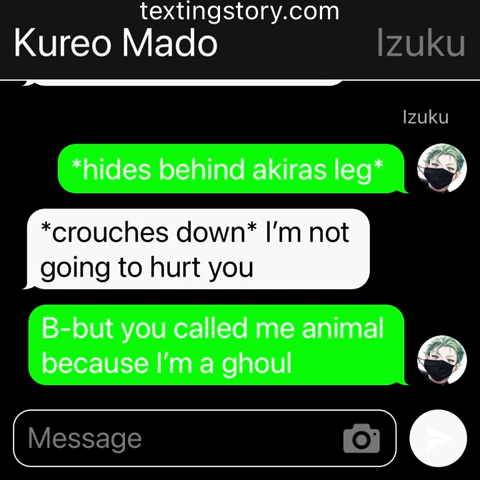 textingstory.com
Kureo Mado
Izuku
Izuku
*hides behind akiras leg*
*crouches down* I’m not
going to hurt you
B-but you called me animal
because I’m a ghoul
Message